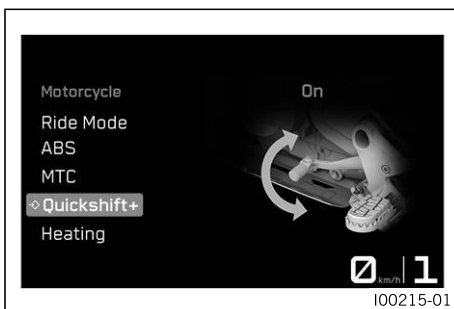 Motorcycle
On
Ride Mode
ABS
MTC
Quickshift+
Heating
0 km/h 1
I00215-01